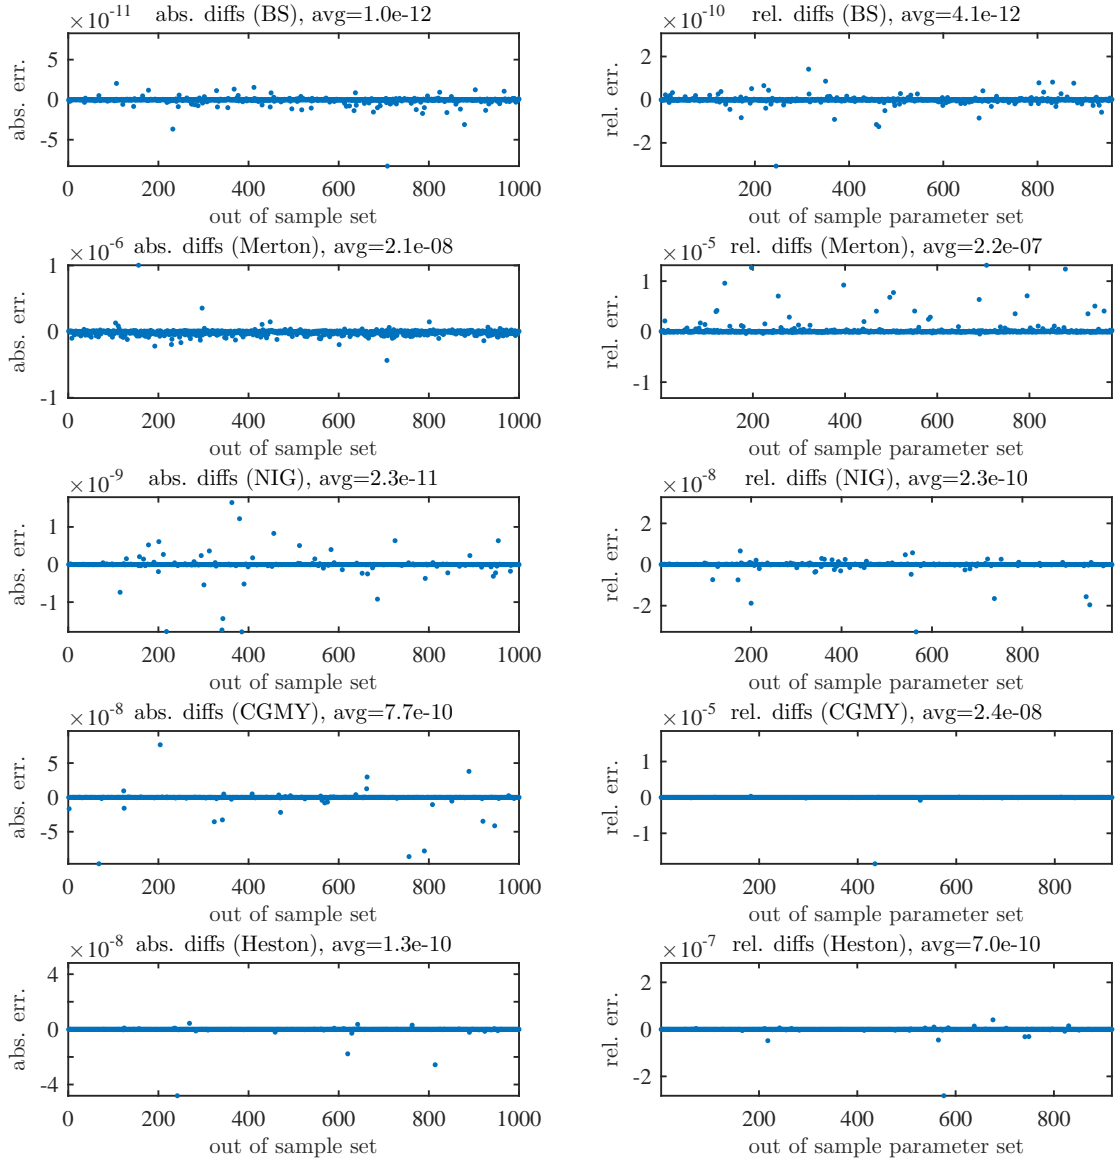 ×10^-11 abs. diffs (BS), avg=1.0e-12
abs. err.
5
0
-5
0 200 400 600 800 1000
out of sample set
×10^-10 rel. diffs (BS), avg=4.1e-12
rel. err.
2
0
-2
200 400 600 800
out of sample parameter set
×10^-6 abs. diffs (Merton), avg=2.1e-08
abs. err.
1
0
-1
0 200 400 600 800 1000
out of sample set
×10^-5 rel. diffs (Merton), avg=2.2e-07
rel. err.
1
0
-1
200 400 600 800
out of sample parameter set
×10^-9 abs. diffs (NIG), avg=2.3e-11
abs. err.
1
0
-1
0 200 400 600 800 1000
out of sample set
×10^-8 rel. diffs (NIG), avg=2.3e-10
rel. err.
2
0
-2
200 400 600 800
out of sample parameter set
×10^-8 abs. diffs (CGMY), avg=7.7e-10
abs. err.
5
0
-5
0 200 400 600 800 1000
out of sample set
×10^-5 rel. diffs (CGMY), avg=2.4e-08
rel. err.
1
0
-1
200 400 600 800
out of sample parameter set
×10^-8 abs. diffs (Heston), avg=1.3e-10
abs. err.
4
0
-4
0 200 400 600 800 1000
out of sample set
×10^-7 rel. diffs (Heston), avg=7.0e-10
rel. err.
2
0
-2
200 400 600 800
out of sample parameter set